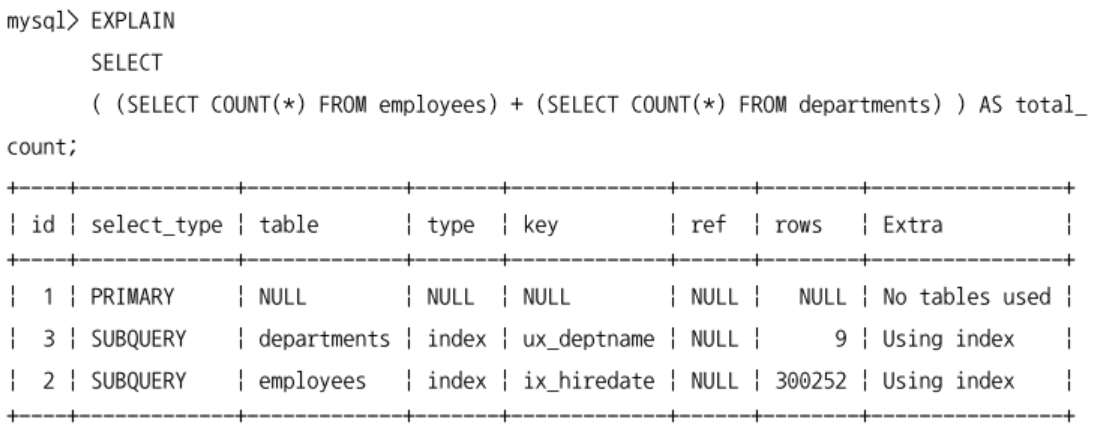 mysql> EXPLAIN
       SELECT
       ( (SELECT COUNT(*) FROM employees) + (SELECT COUNT(*) FROM departments) ) AS total_
count;
+----+-------------+-------------+-------+-------------+------+--------+----------------+
| id | select_type | table       | type  | key         | ref  | rows   | Extra          |
+----+-------------+-------------+-------+-------------+------+--------+----------------+
|  1 | PRIMARY     | NULL        | NULL  | NULL        | NULL |   NULL | No tables used |
|  3 | SUBQUERY    | departments | index | ux_deptname | NULL |      9 | Using index    |
|  2 | SUBQUERY    | employees   | index | ix_hiredate | NULL | 300252 | Using index    |
+----+-------------+-------------+-------+-------------+------+--------+----------------+